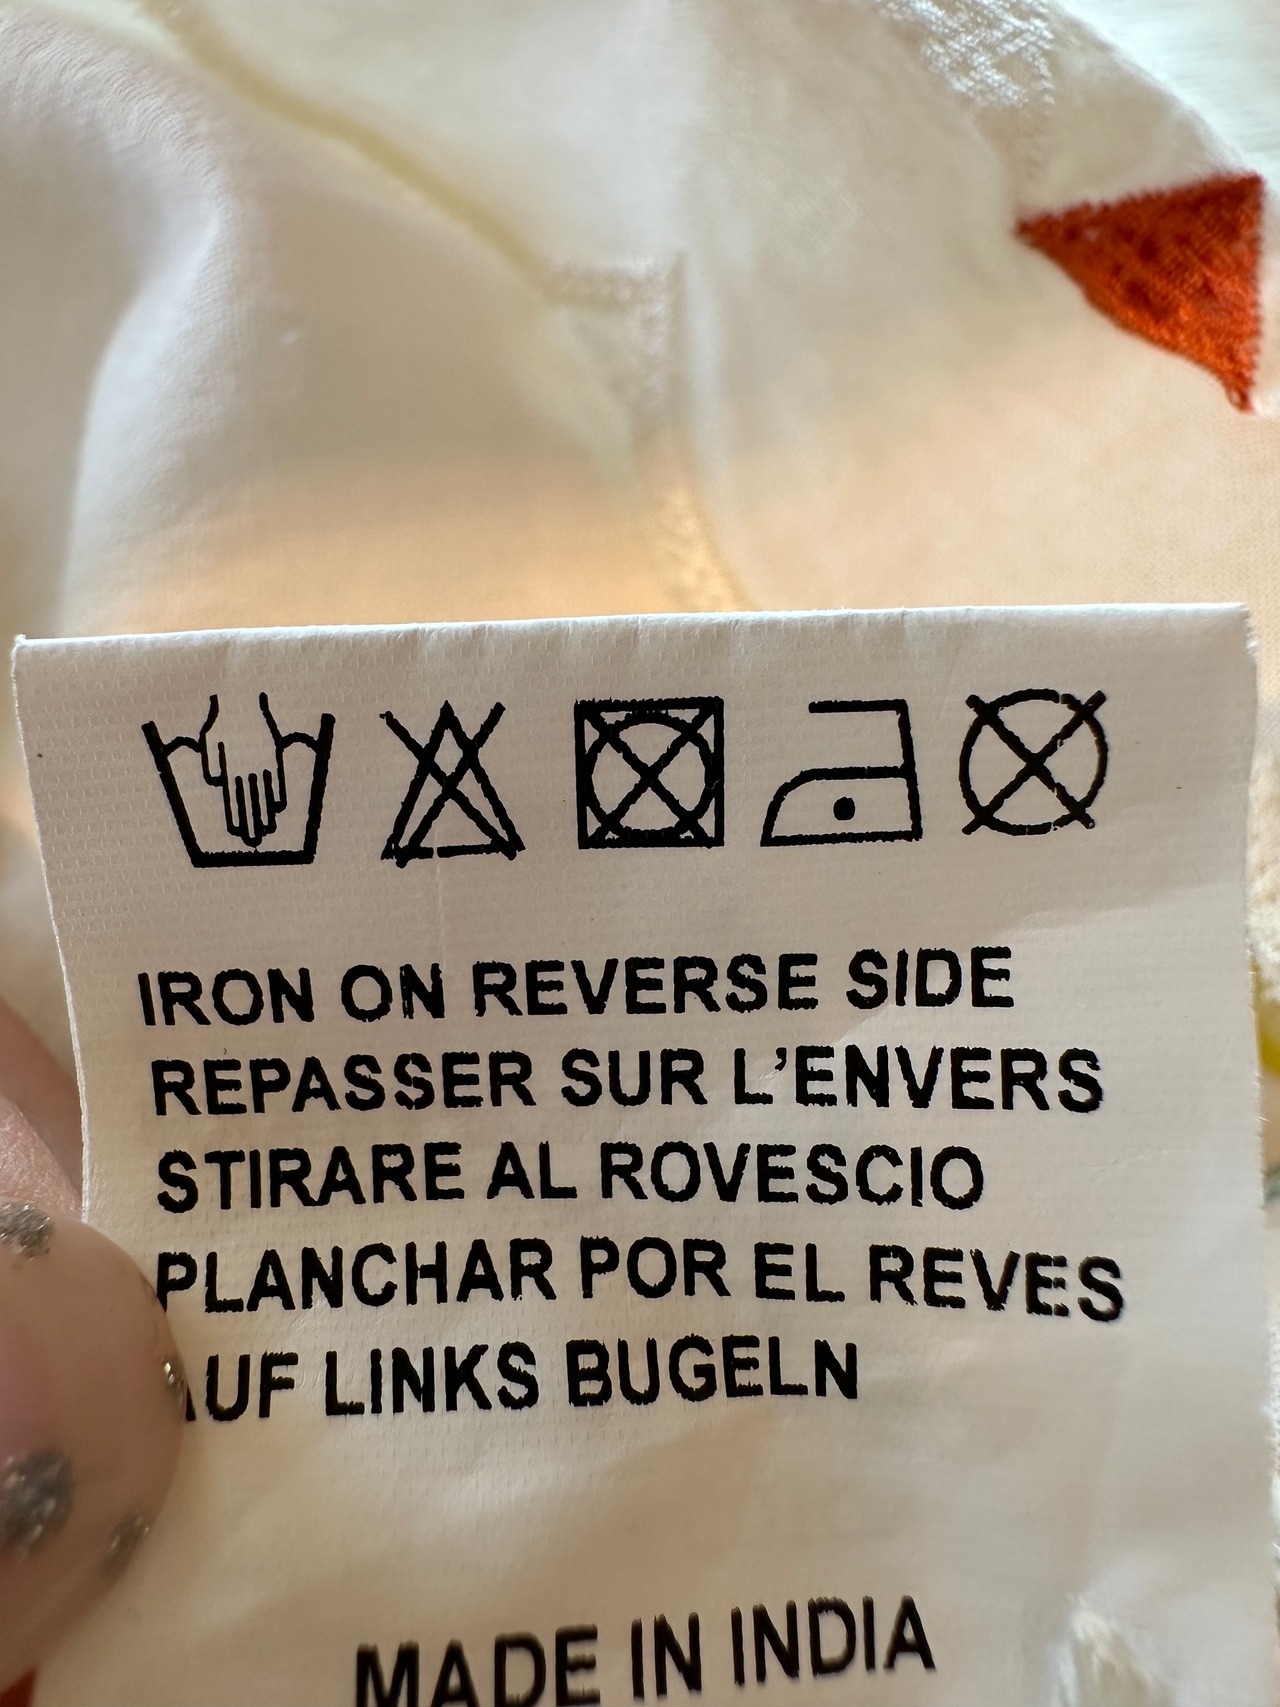 IRON ON REVERSE SIDE
REPASSER SUR L'ENVERS
STIRARE AL ROVESCIO
PLANCHAR POR EL REVES
AUF LINKS BUGELN
MADE IN INDIA